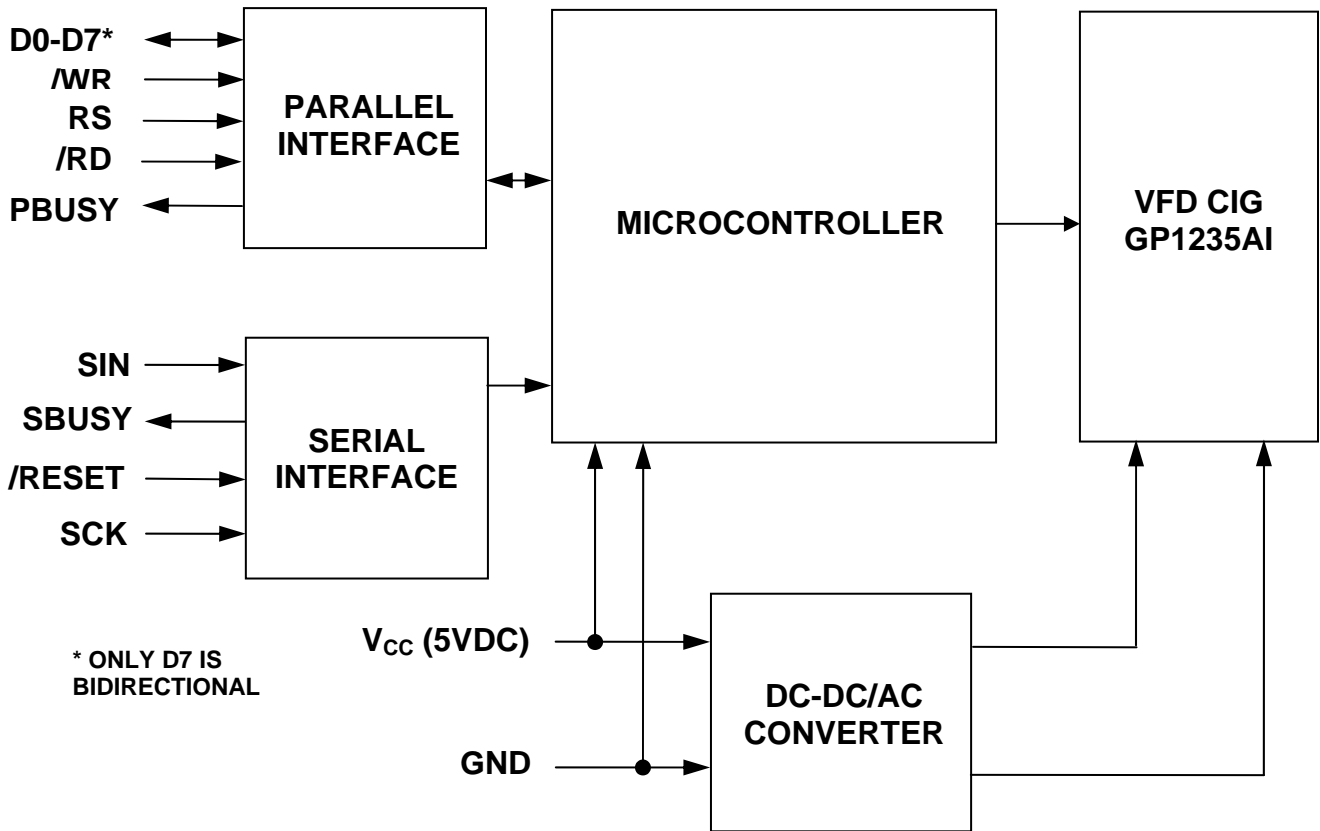 D0-D7*
/WR
RS
/RD
PBUSY
PARALLEL
INTERFACE
MICROCONTROLLER
VFD CIG
GP1235AI
SIN
SBUSY
/RESET
SCK
SERIAL
INTERFACE
VCC (5VDC)
GND
* ONLY D7 IS
BIDIRECTIONAL
DC-DC/AC
CONVERTER